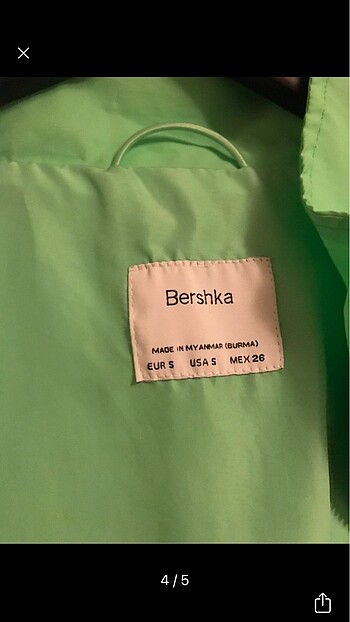 Bershka
MADE IN MYANMAR (BURMA)
EUR S USA S MEX 26
4/5